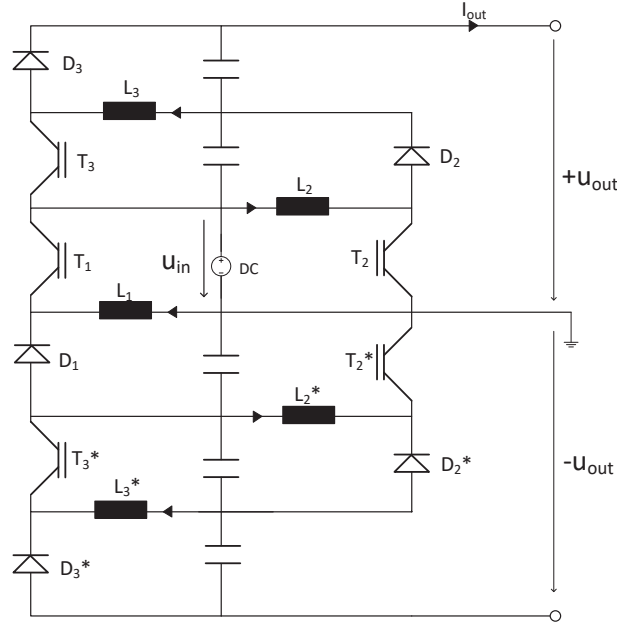 I_out
D_3
L_3
T_3
D_2
+u_out
L_2
T_1
u_in
+
−
DC
T_2
L_1
D_1
T_2*
L_2*
T_3*
D_2*
-u_out
L_3*
D_3*